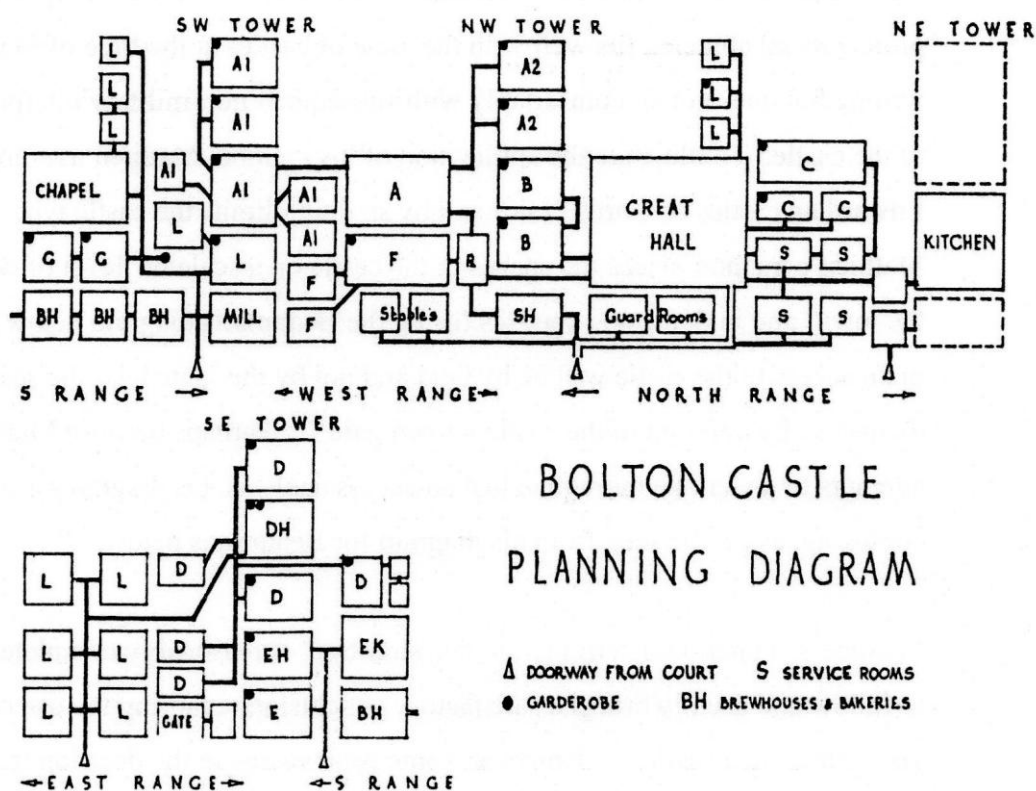 SW TOWER
NW TOWER
NE TOWER
L
A1
A2
L
L
A1
A2
L
L
L
CHAPEL
A1
A1
A1
A
B
GREAT
HALL
C
L
A1
C
C
G
G
L
F
F
R
B
S
S
KITCHEN
BH
BH
BH
MILL
Stables
SH
Guard Rooms
S
S
S RANGE
WEST RANGE
NORTH RANGE
SE TOWER
D
DH
L
L
D
D
D
L
L
D
EH
EK
L
L
D
GATE
E
BH
EAST RANGE
S RANGE
BOLTON CASTLE
PLANNING DIAGRAM
DOORWAY FROM COURT
S SERVICE ROOMS
GARDEROBE
BH BREWHOUSES & BAKERIES